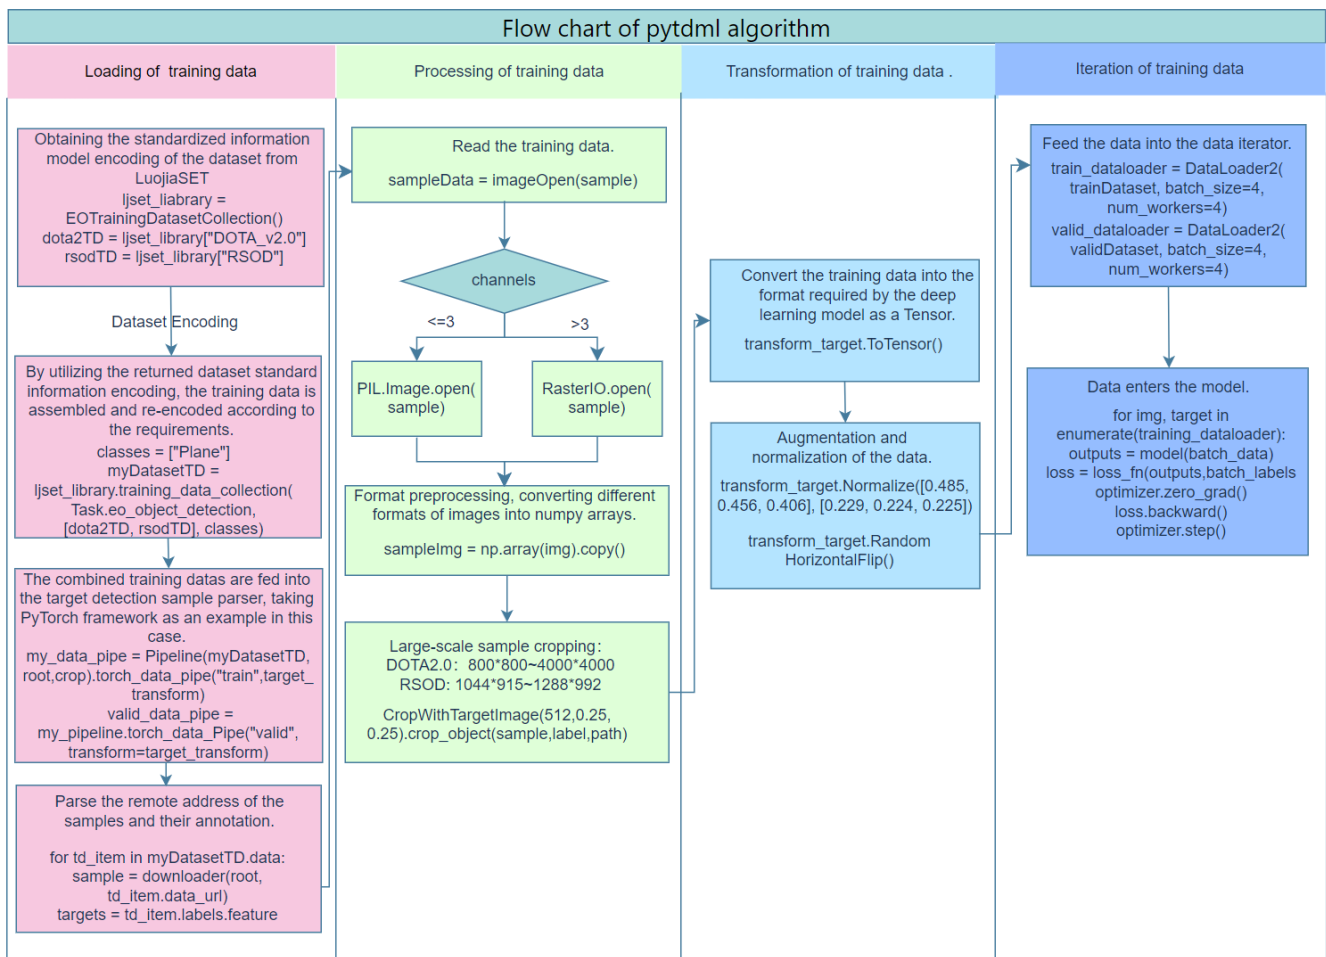 Flow chart of pytdml algorithm
Loading of training data
Processing of training data
Transformation of training data .
Iteration of training data
Obtaining the standardized information
model encoding of the dataset from
LuojiaSET
ljset_liabrary =
EOTrainingDatasetCollection()
dota2TD = ljset_library["DOTA_v2.0"]
rsodTD = ljset_library["RSOD"]
Dataset Encoding
By utilizing the returned dataset standard
information encoding, the training data is
assembled and re-encoded according to
the requirements.
classes = ["Plane"]
myDatasetTD =
ljset_library.training_data_collection(
Task.eo_object_detection,
[dota2TD, rsodTD], classes)
The combined training datas are fed into
the target detection sample parser, taking
PyTorch framework as an example in this
case.
my_data_pipe = Pipeline(myDatasetTD,
root,crop).torch_data_pipe("train",target_
transform)
valid_data_pipe =
my_pipeline.torch_data_Pipe("valid",
transform=target_transform)
Parse the remote address of the
samples and their annotation.
for td_item in myDatasetTD.data:
sample = downloader(root,
td_item.data_url)
targets = td_item.labels.feature
Read the training data.
sampleData = imageOpen(sample)
channels
<=3
>3
PIL.Image.open(
sample)
RasterIO.open(
sample)
Format preprocessing, converting different
formats of images into numpy arrays.
sampleImg = np.array(img).copy()
Large-scale sample cropping:
DOTA2.0: 800*800~4000*4000
RSOD: 1044*915~1288*992
CropWithTargetImage(512,0.25,
0.25).crop_object(sample,label,path)
Convert the training data into the
format required by the deep
learning model as a Tensor.
transform_target.ToTensor()
Augmentation and
normalization of the data.
transform_target.Normalize([0.485,
0.456, 0.406], [0.229, 0.224, 0.225])
transform_target.Random
HorizontalFlip()
Feed the data into the data iterator.
train_dataloader = DataLoader2(
trainDataset, batch_size=4,
num_workers=4)
valid_dataloader = DataLoader2(
validDataset, batch_size=4,
num_workers=4)
Data enters the model.
for img, target in
enumerate(training_dataloader):
outputs = model(batch_data)
loss = loss_fn(outputs,batch_labels
optimizer.zero_grad()
loss.backward()
optimizer.step()